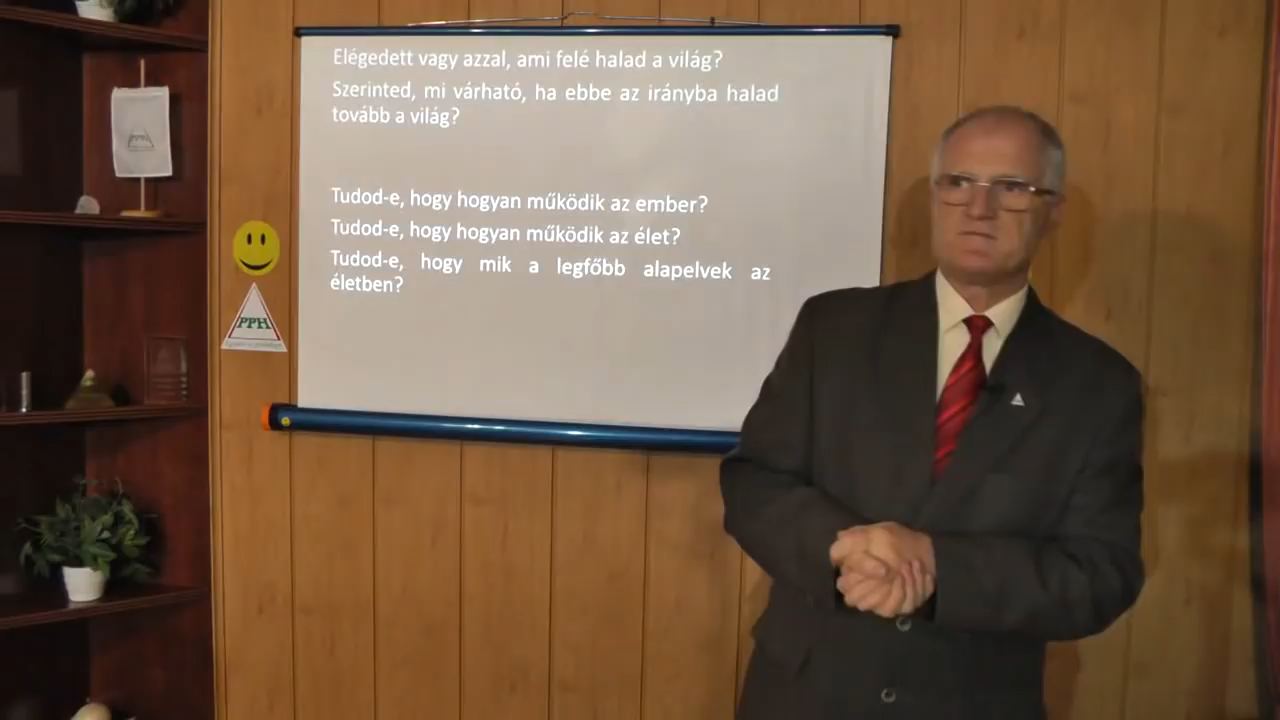 Elégedett vagy azzal, ami felé halad a világ?
Szerinted, mi várható, ha ebbe az irányba halad
tovább a világ?
Tudod-e, hogy hogyan működik az ember?
Tudod-e, hogy hogyan működik az élet?
Tudod-e, hogy mik a legfőbb alapelvek az
életben?
PPH